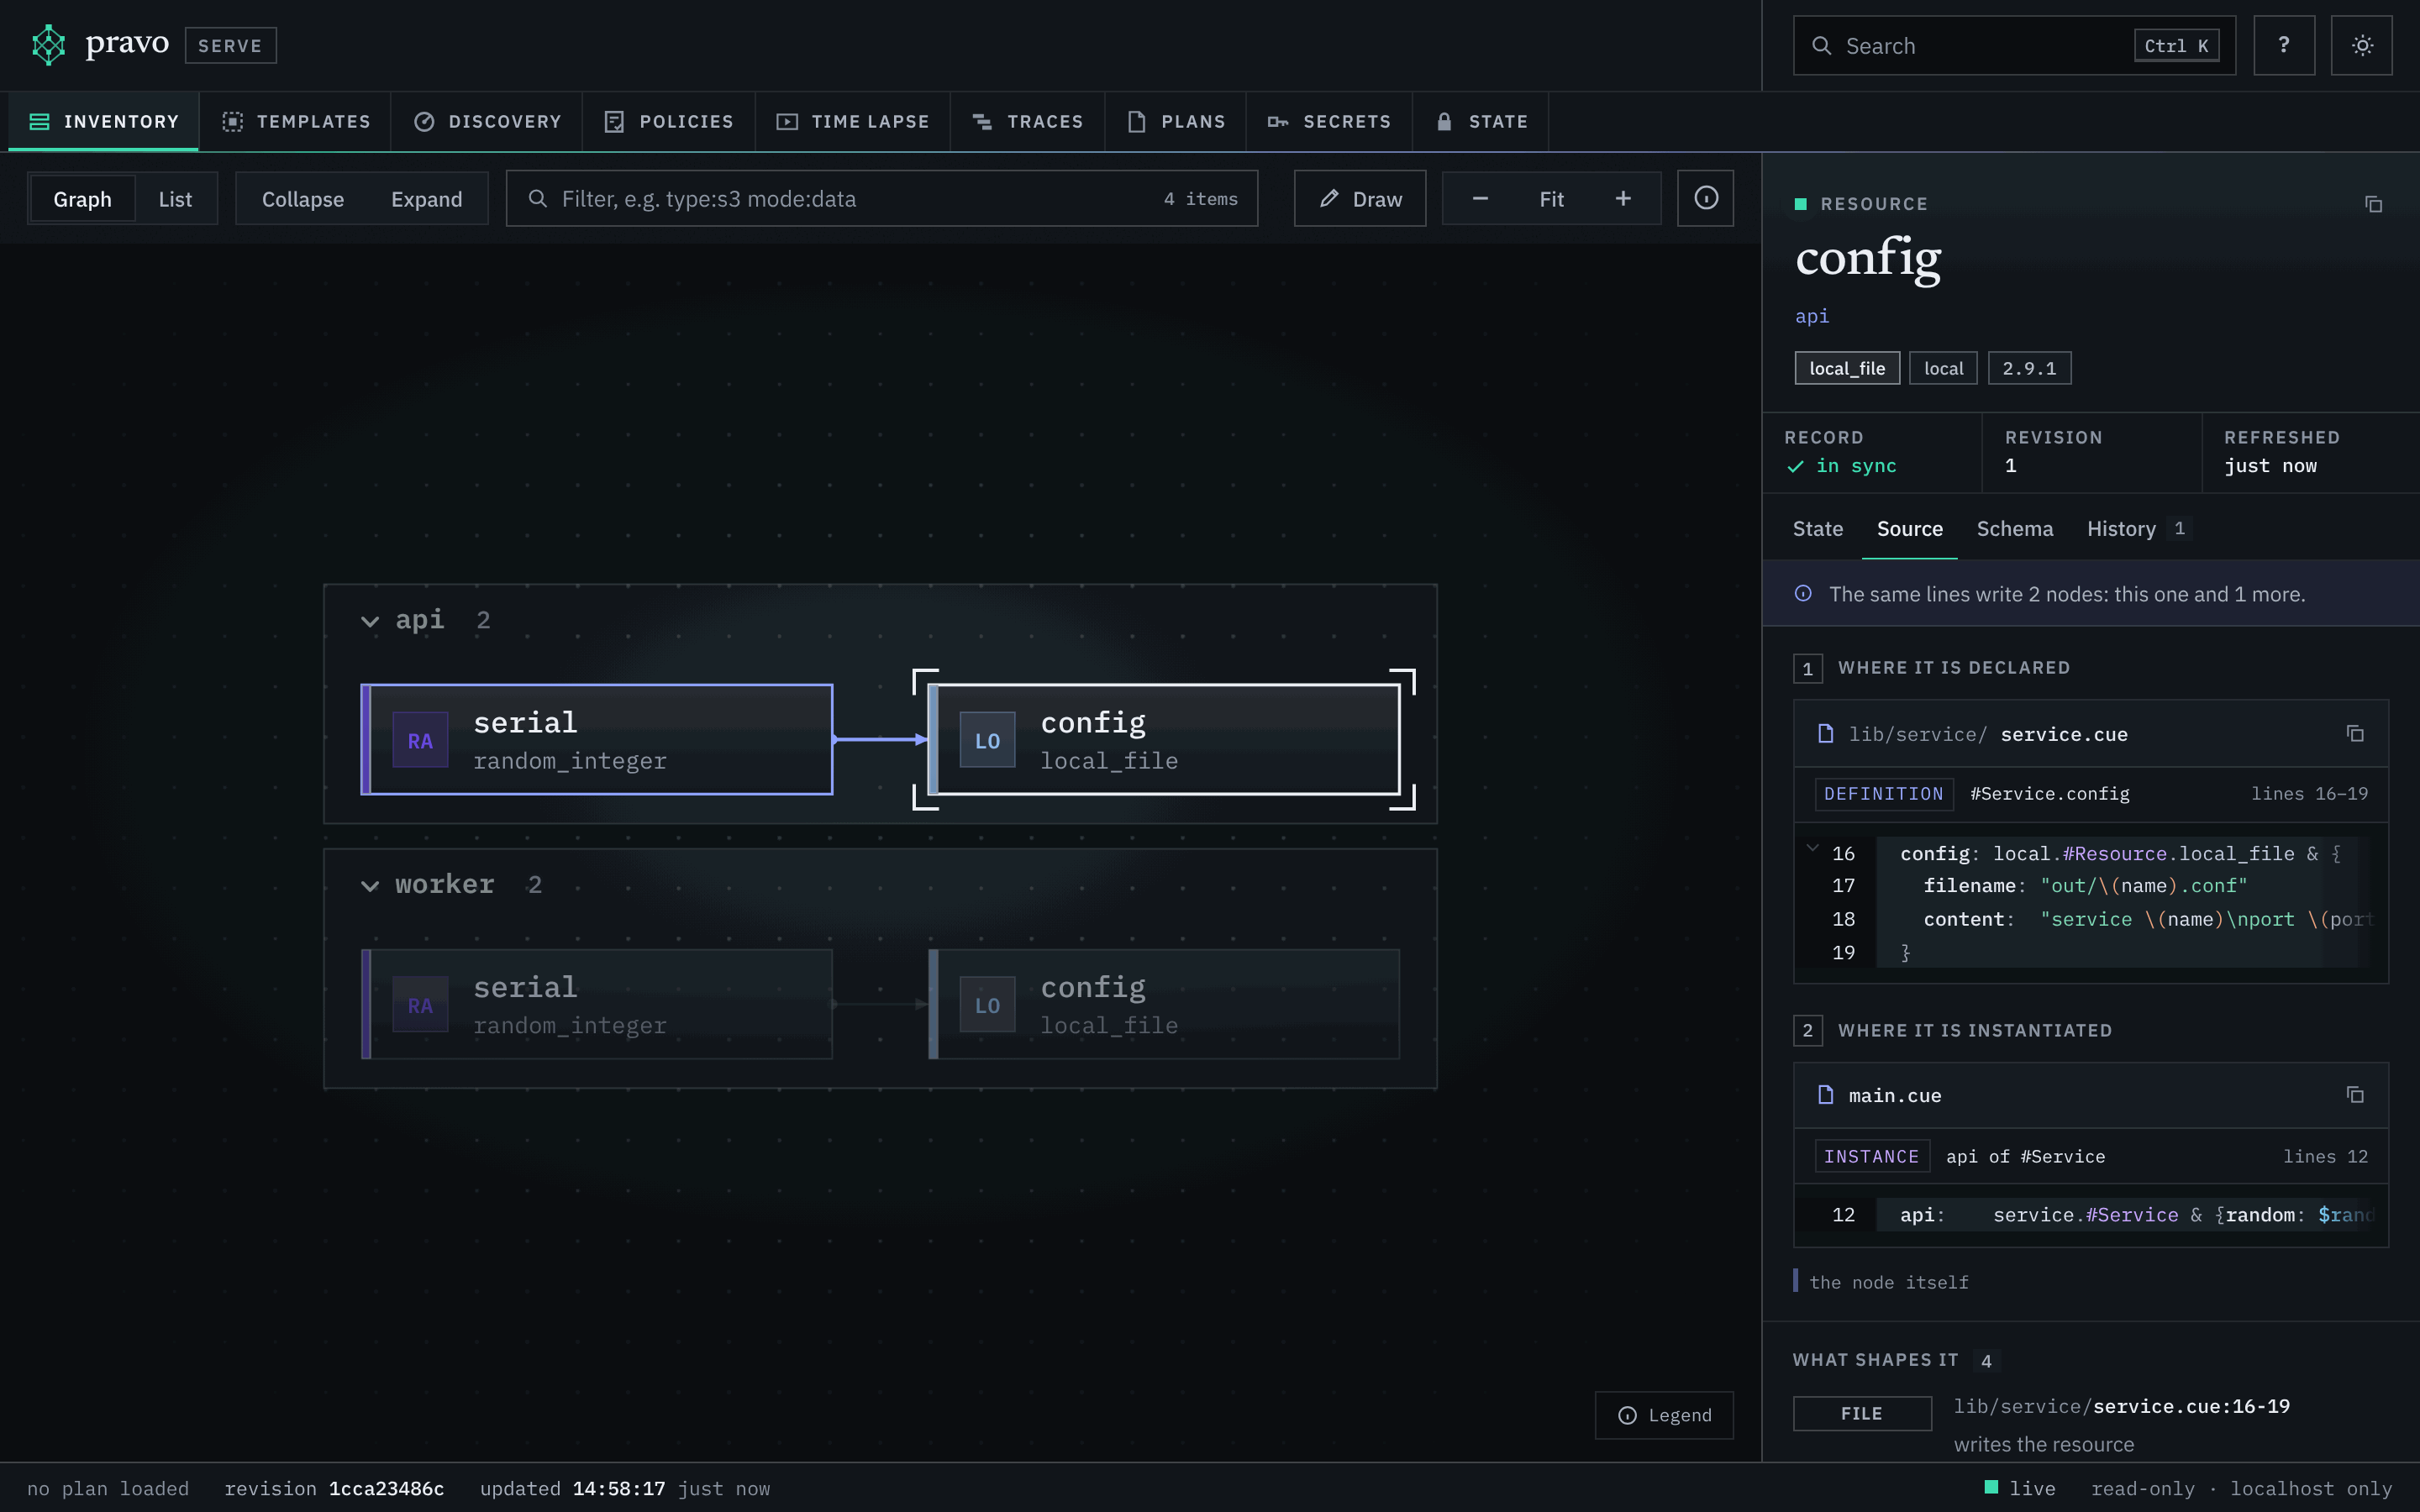 pravo SERVE
Search Ctrl K ?
INVENTORY TEMPLATES DISCOVERY POLICIES TIME LAPSE TRACES PLANS SECRETS STATE
Graph List Collapse Expand Filter, e.g. type:s3 mode:data 4 items Draw − Fit +
api 2
RA serial
random_integer
LO config
local_file
worker 2
RA serial
random_integer
LO config
local_file
Legend
RESOURCE
config
api
local_file local 2.9.1
RECORD REVISION REFRESHED
in sync 1 just now
State Source Schema History 1
The same lines write 2 nodes: this one and 1 more.
1 WHERE IT IS DECLARED
lib/service/ service.cue
DEFINITION #Service.config lines 16–19
16 config: local.#Resource.local_file & {
17 filename: "out/\(name).conf"
18 content: "service \(name)\nport \(port
19 }
2 WHERE IT IS INSTANTIATED
main.cue
INSTANCE api of #Service lines 12
12 api: service.#Service & {random: $rand
the node itself
WHAT SHAPES IT 4
FILE lib/service/service.cue:16-19
writes the resource
no plan loaded revision 1cca23486c updated 14:58:17 just now live read-only · localhost only